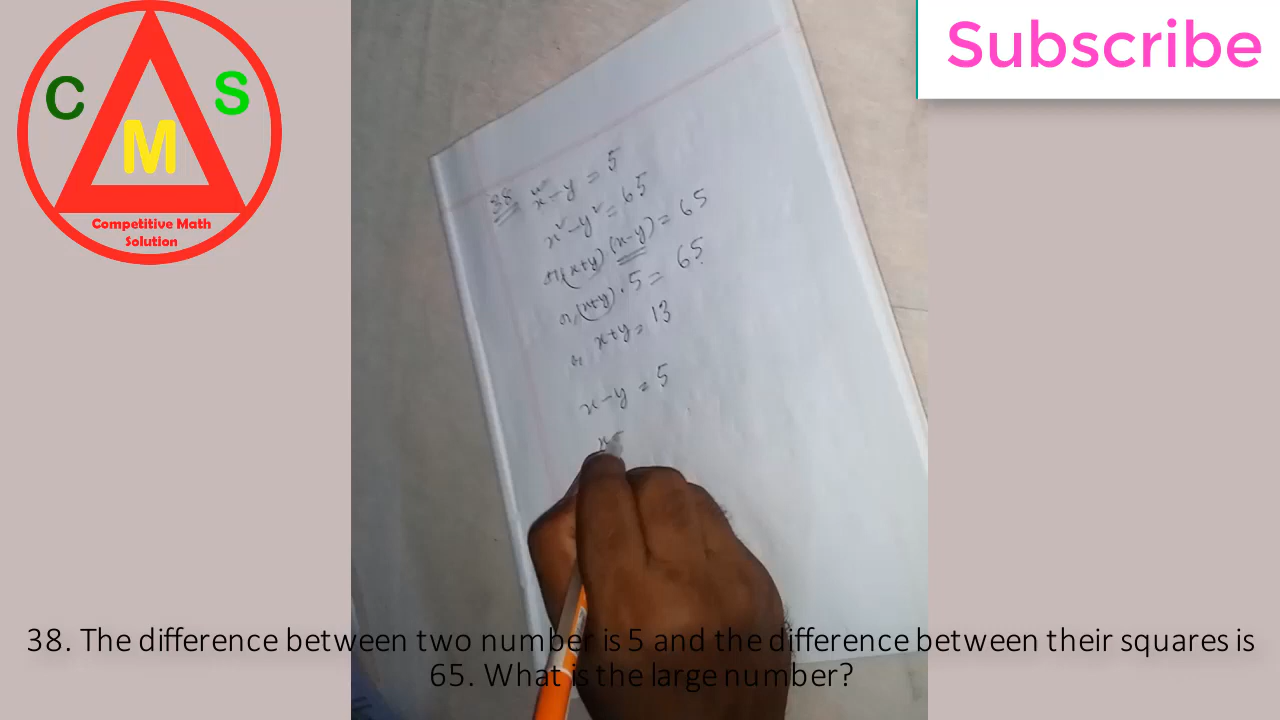 C S
M
Competitive Math
Solution
Subscribe
38. x - y = 5
x² - y² = 65
or, (x+y) (x-y) = 65
or, (x+y) . 5 = 65
or x+y = 13
x - y = 5
x
38. The difference between two number is 5 and the difference between their squares is
65. What is the large number?